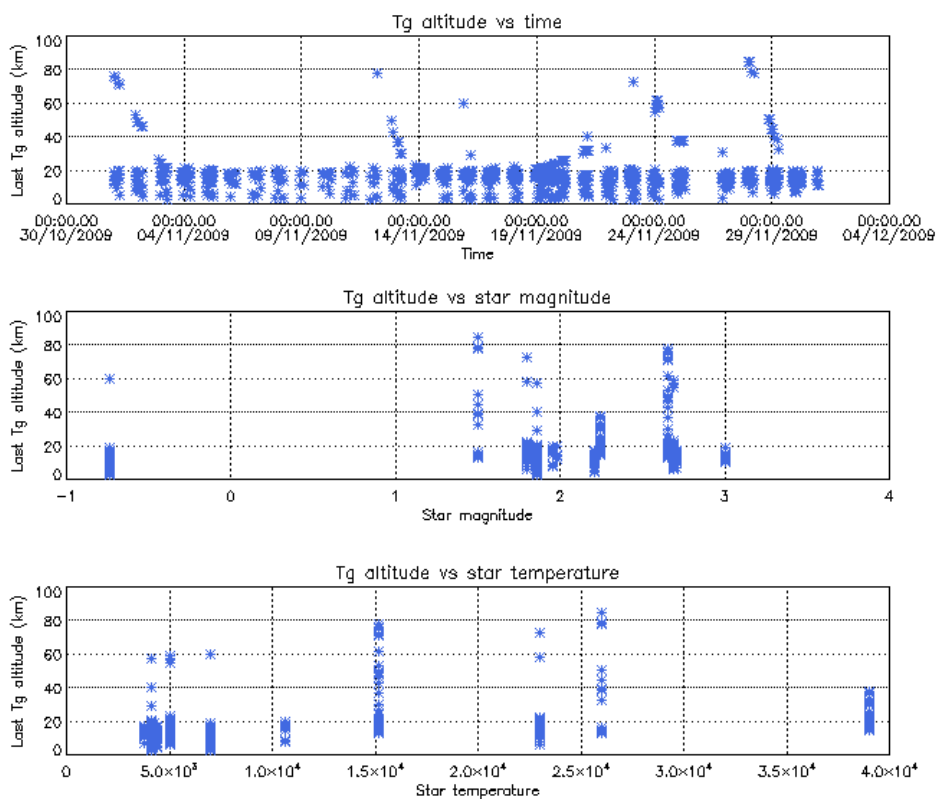 Tg altitude vs time
Last Tg altitude (km)
100
80
60
40
20
0
00:00.00 00:00.00 00:00.00 00:00.00 00:00.00 00:00.00 00:00.00 00:00.00
30/10/2009 04/11/2009 09/11/2009 14/11/2009 19/11/2009 24/11/2009 29/11/2009 04/12/2009
Time
Tg altitude vs star magnitude
Last Tg altitude (km)
100
80
60
40
20
0
-1 0 1 2 3 4
Star magnitude
Tg altitude vs star temperature
Last Tg altitude (km)
100
80
60
40
20
0
0 5.0×10³ 1.0×10⁴ 1.5×10⁴ 2.0×10⁴ 2.5×10⁴ 3.0×10⁴ 3.5×10⁴ 4.0×10⁴
Star temperature